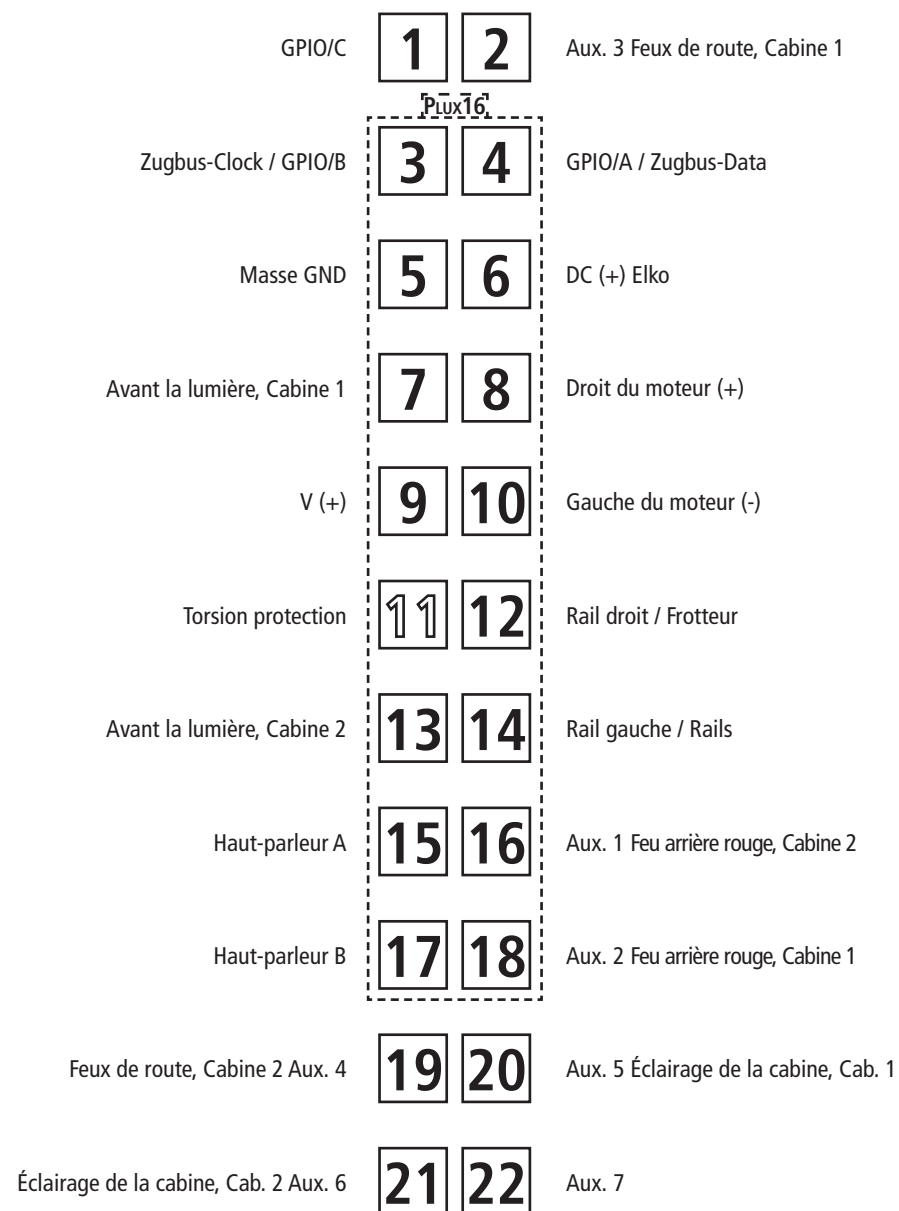 GPIO/C 1 2 Aux. 3 Feux de route, Cabine 1
PLUX16
Zugbus-Clock / GPIO/B 3 4 GPIO/A / Zugbus-Data
Masse GND 5 6 DC (+) Elko
Avant la lumière, Cabine 1 7 8 Droit du moteur (+)
V (+) 9 10 Gauche du moteur (-)
Torsion protection 11 12 Rail droit / Frotteur
Avant la lumière, Cabine 2 13 14 Rail gauche / Rails
Haut-parleur A 15 16 Aux. 1 Feu arrière rouge, Cabine 2
Haut-parleur B 17 18 Aux. 2 Feu arrière rouge, Cabine 1
Feux de route, Cabine 2 Aux. 4 19 20 Aux. 5 Éclairage de la cabine, Cab. 1
Éclairage de la cabine, Cab. 2 Aux. 6 21 22 Aux. 7